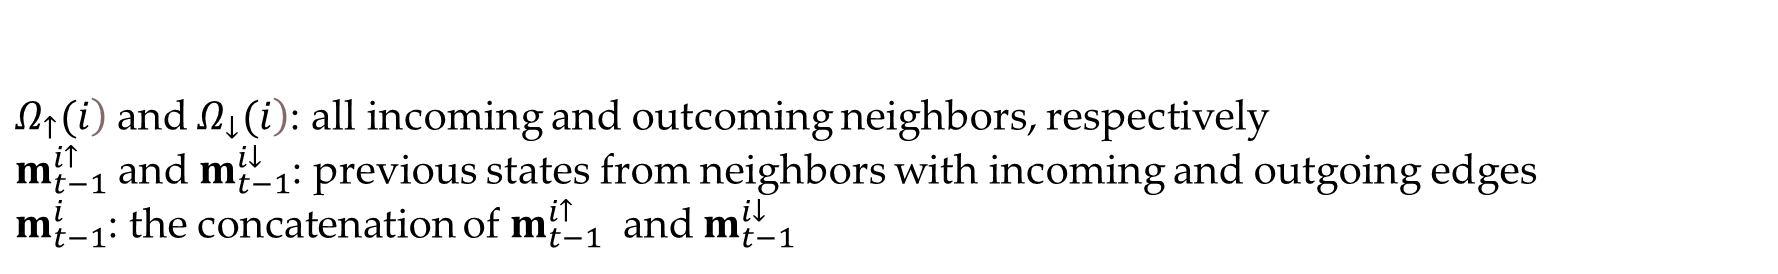 Ω↑(i) and Ω↓(i): all incoming and outcoming neighbors, respectively
𝐦^{i↑}_{t−1} and 𝐦^{i↓}_{t−1}: previous states from neighbors with incoming and outgoing edges
𝐦^{i}_{t−1}: the concatenation of 𝐦^{i↑}_{t−1} and 𝐦^{i↓}_{t−1}